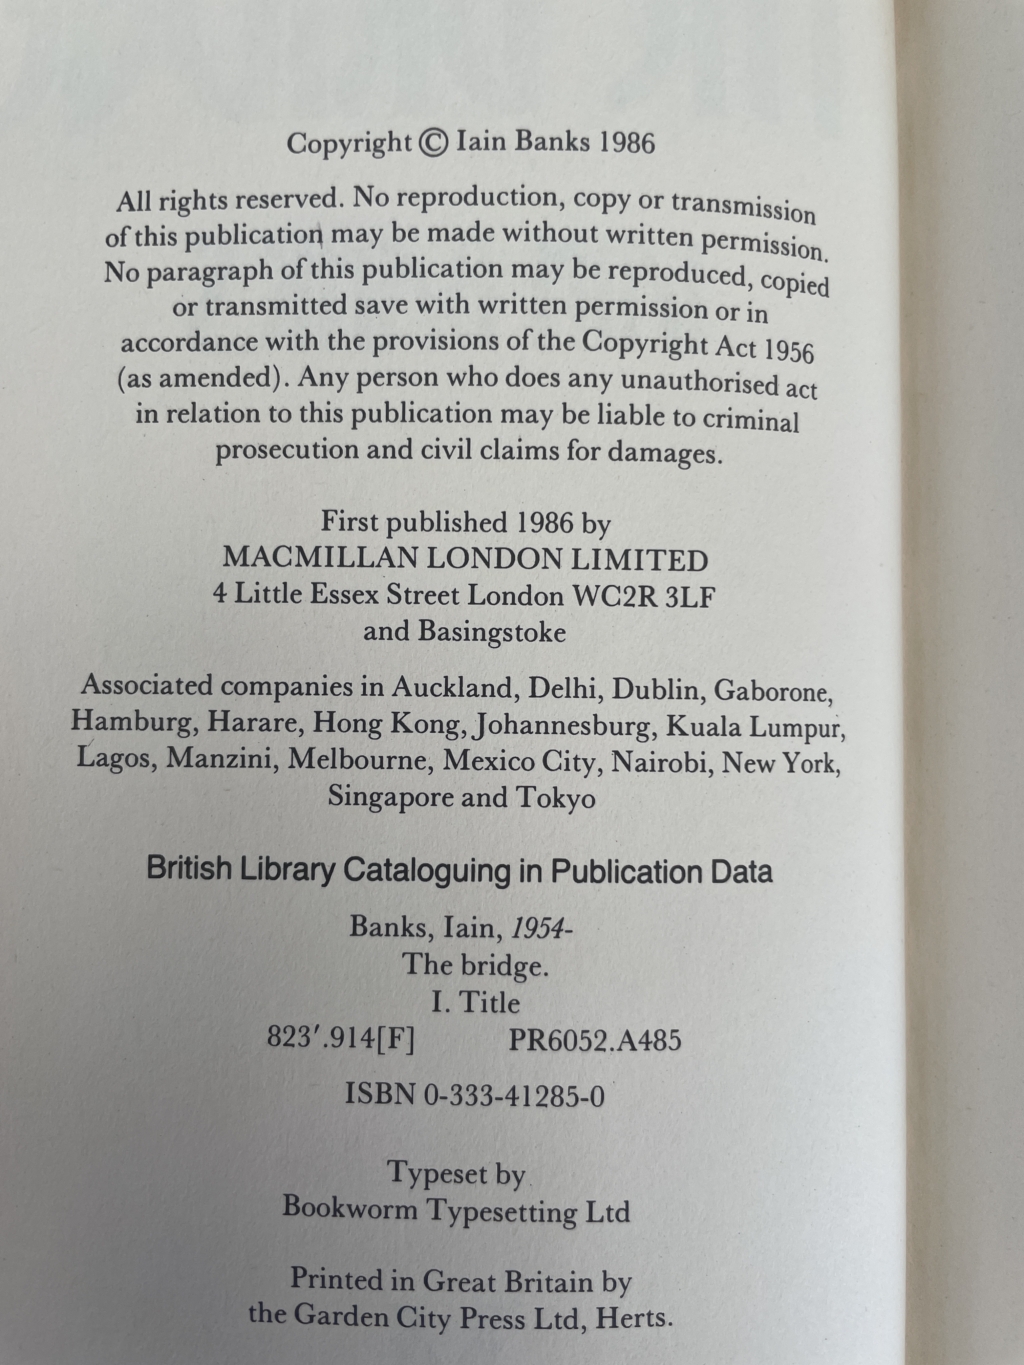 Copyright © Iain Banks 1986
All rights reserved. No reproduction, copy or transmission
of this publication may be made without written permission.
No paragraph of this publication may be reproduced, copied
or transmitted save with written permission or in
accordance with the provisions of the Copyright Act 1956
(as amended). Any person who does any unauthorised act
in relation to this publication may be liable to criminal
prosecution and civil claims for damages.
First published 1986 by
MACMILLAN LONDON LIMITED
4 Little Essex Street London WC2R 3LF
and Basingstoke
Associated companies in Auckland, Delhi, Dublin, Gaborone,
Hamburg, Harare, Hong Kong, Johannesburg, Kuala Lumpur,
Lagos, Manzini, Melbourne, Mexico City, Nairobi, New York,
Singapore and Tokyo
British Library Cataloguing in Publication Data
Banks, Iain, 1954-
The bridge.
I. Title
823′.914[F] PR6052.A485
ISBN 0-333-41285-0
Typeset by
Bookworm Typesetting Ltd
Printed in Great Britain by
the Garden City Press Ltd, Herts.